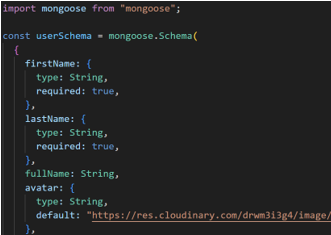 import mongoose from "mongoose";
const userSchema = mongoose.Schema(
{
firstName: {
type: String,
required: true,
},
lastName: {
type: String,
required: true,
},
fullName: String,
avatar: {
type: String,
default: "https://res.cloudinary.com/drwm3i3g4/image/
},